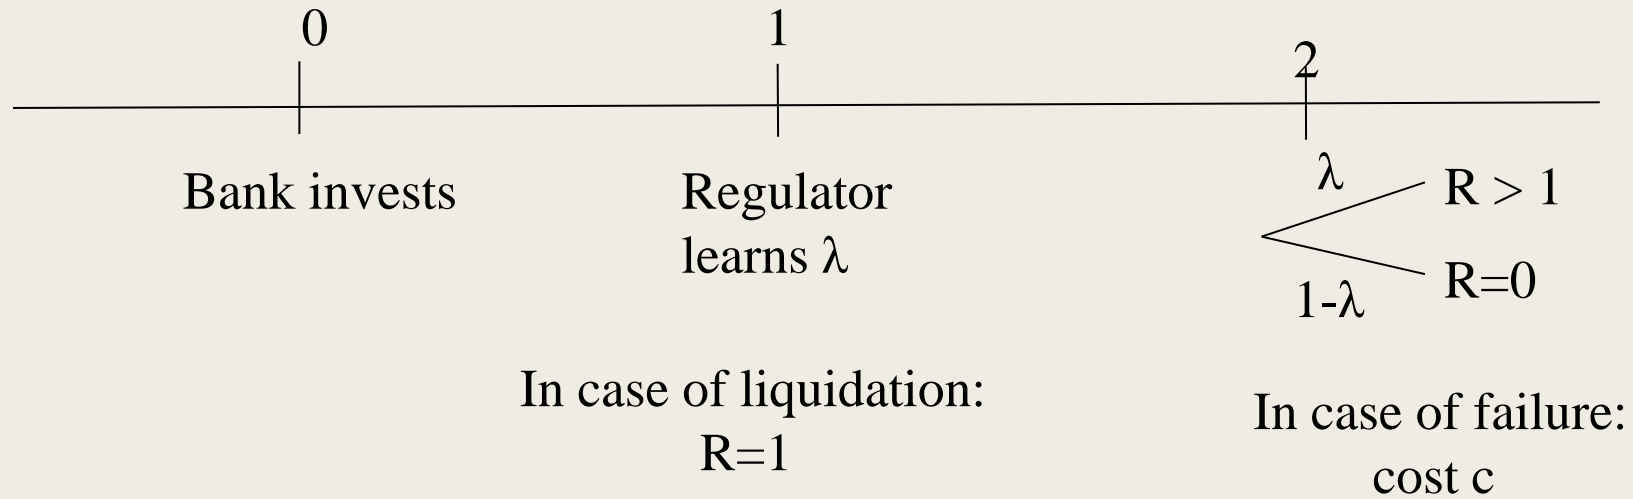 0
1
2
Bank invests
Regulator
learns λ
λ
R > 1
R=0
1-λ
In case of liquidation:
R=1
In case of failure:
cost c